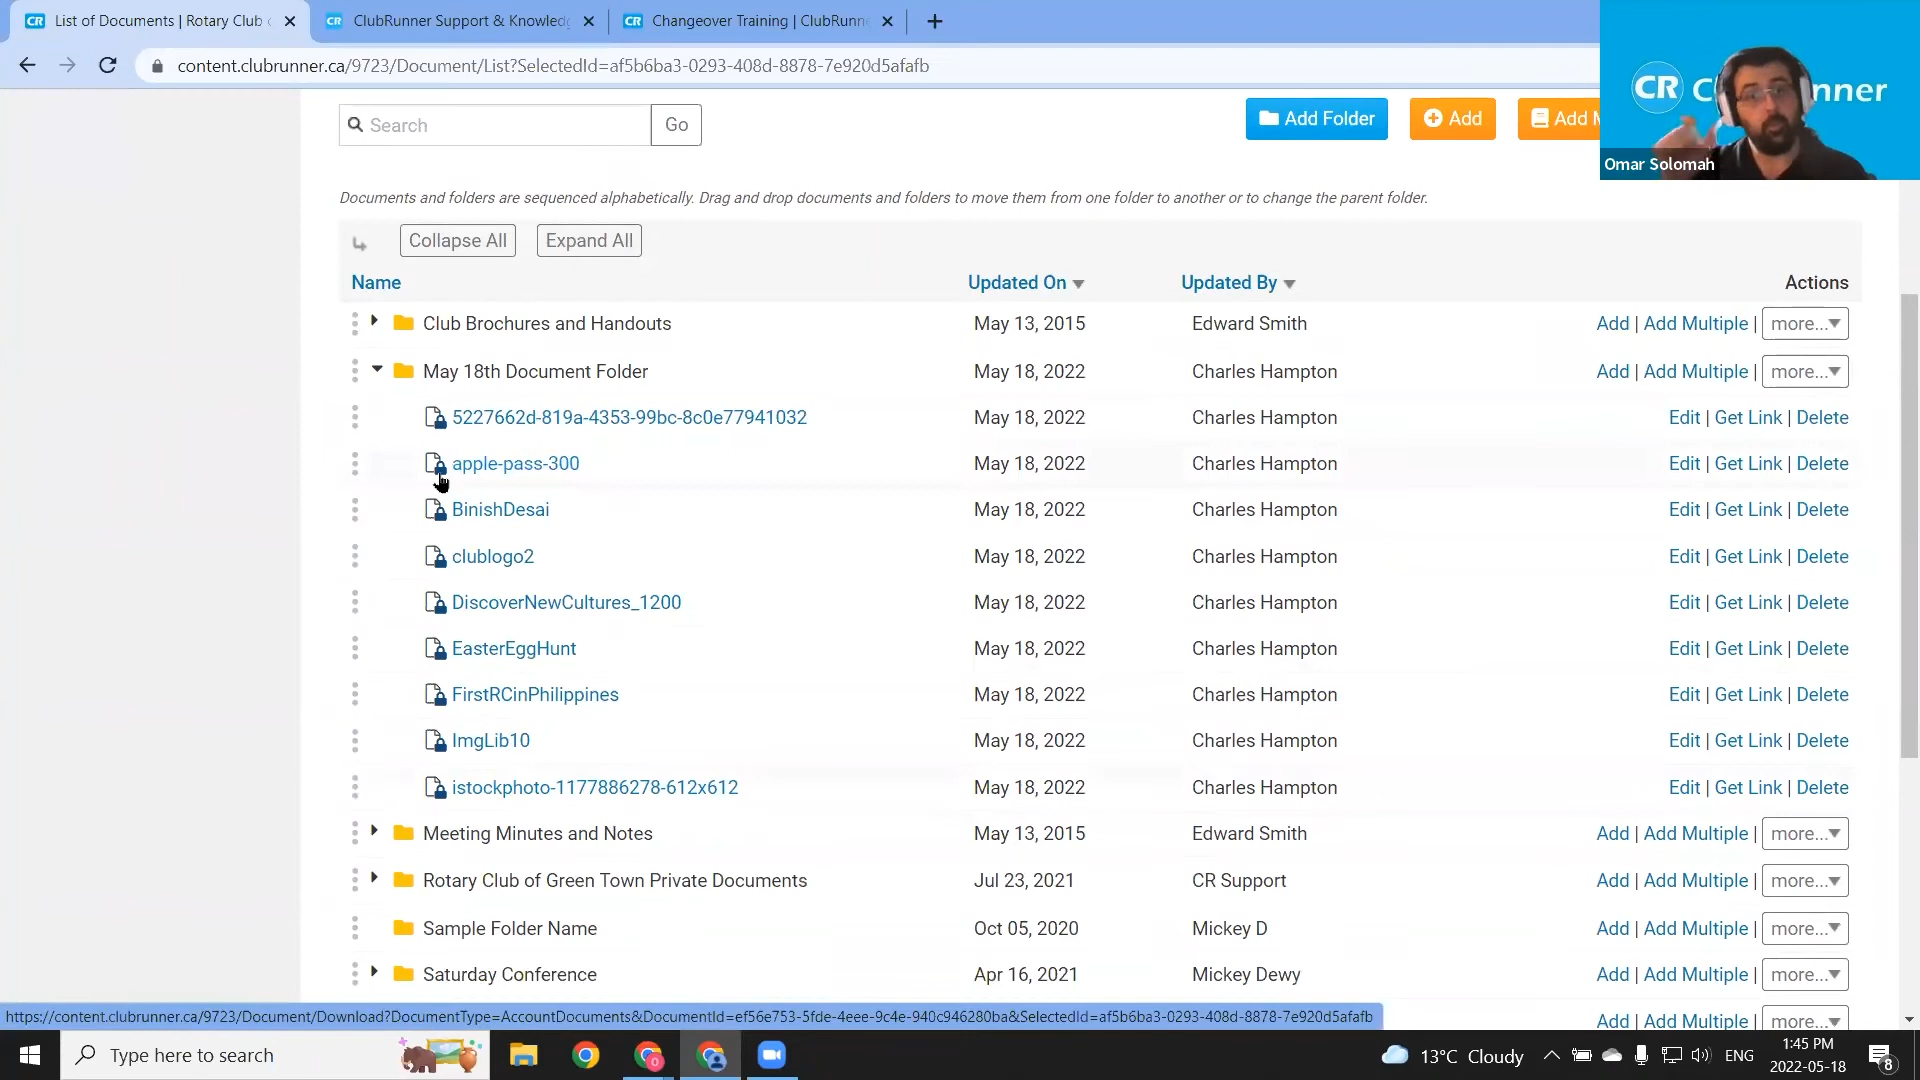 List of Documents | Rotary Club
ClubRunner Support & Knowled
Changeover Training | ClubRunn
content.clubrunner.ca/9723/Document/List?SelectedId=af5b6ba3-0293-408d-8878-7e920d5afafb
Search
Go
Add Folder
Add
Add M
CR C nner
Omar Solomah
Documents and folders are sequenced alphabetically. Drag and drop documents and folders to move them from one folder to another or to change the parent folder.
Collapse All Expand All
Name Updated On Updated By Actions
Club Brochures and Handouts May 13, 2015 Edward Smith Add | Add Multiple | more...
May 18th Document Folder May 18, 2022 Charles Hampton Add | Add Multiple | more...
5227662d-819a-4353-99bc-8c0e77941032 May 18, 2022 Charles Hampton Edit | Get Link | Delete
apple-pass-300 May 18, 2022 Charles Hampton Edit | Get Link | Delete
BinishDesai May 18, 2022 Charles Hampton Edit | Get Link | Delete
clublogo2 May 18, 2022 Charles Hampton Edit | Get Link | Delete
DiscoverNewCultures_1200 May 18, 2022 Charles Hampton Edit | Get Link | Delete
EasterEggHunt May 18, 2022 Charles Hampton Edit | Get Link | Delete
FirstRCinPhilippines May 18, 2022 Charles Hampton Edit | Get Link | Delete
ImgLib10 May 18, 2022 Charles Hampton Edit | Get Link | Delete
istockphoto-1177886278-612x612 May 18, 2022 Charles Hampton Edit | Get Link | Delete
Meeting Minutes and Notes May 13, 2015 Edward Smith Add | Add Multiple | more...
Rotary Club of Green Town Private Documents Jul 23, 2021 CR Support Add | Add Multiple | more...
Sample Folder Name Oct 05, 2020 Mickey D Add | Add Multiple | more...
Saturday Conference Apr 16, 2021 Mickey Dewy Add | Add Multiple | more...
Add | Add Multiple | more...
https://content.clubrunner.ca/9723/Document/Download?DocumentType=AccountDocuments&DocumentId=ef56e753-5fde-4eee-9c4e-940c946280ba&SelectedId=af5b6ba3-0293-408d-8878-7e920d5afafb
Type here to search
13°C Cloudy
ENG
1:45 PM
2022-05-18
8